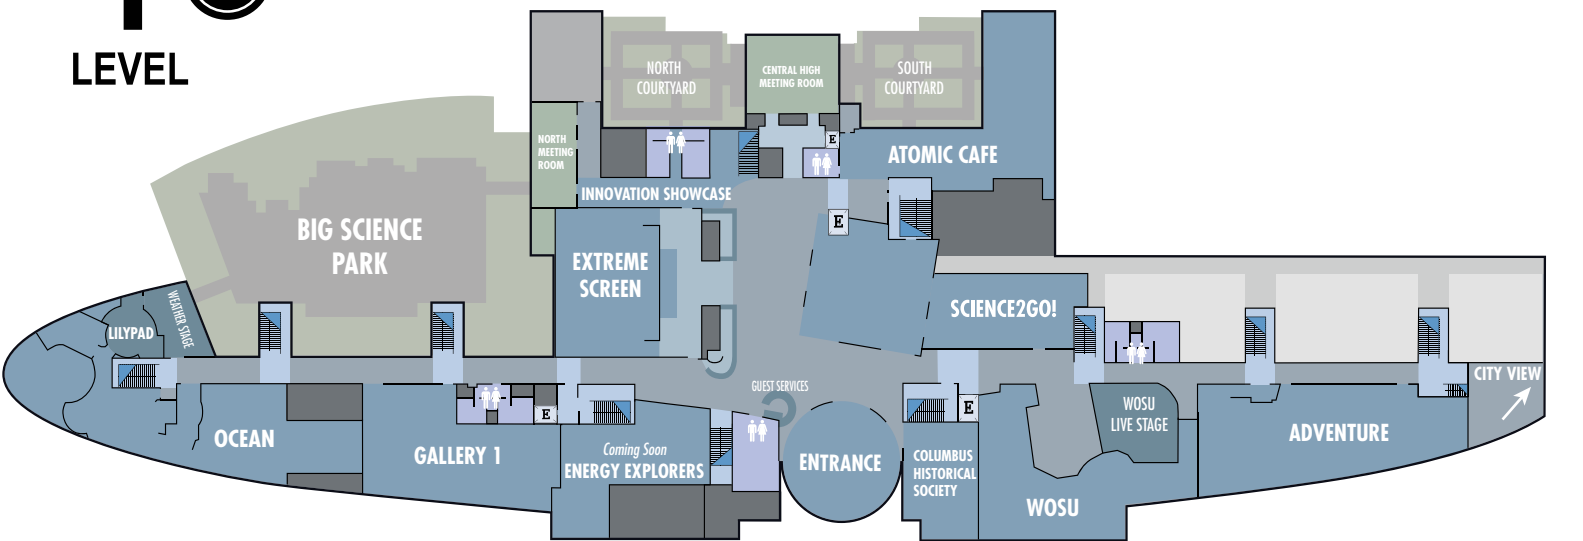 LEVEL
NORTH
COURTYARD
CENTRAL HIGH
MEETING ROOM
SOUTH
COURTYARD
NORTH
MEETING
ROOM
E
ATOMIC CAFE
INNOVATION SHOWCASE
E
BIG SCIENCE
PARK
EXTREME
SCREEN
SCIENCE2GO!
WEATHER STAGE
LILYPAD
GUEST SERVICES
CITY VIEW
E
E
WOSU
LIVE STAGE
OCEAN
GALLERY 1
Coming Soon
ENERGY EXPLORERS
ENTRANCE
COLUMBUS
HISTORICAL
SOCIETY
WOSU
ADVENTURE